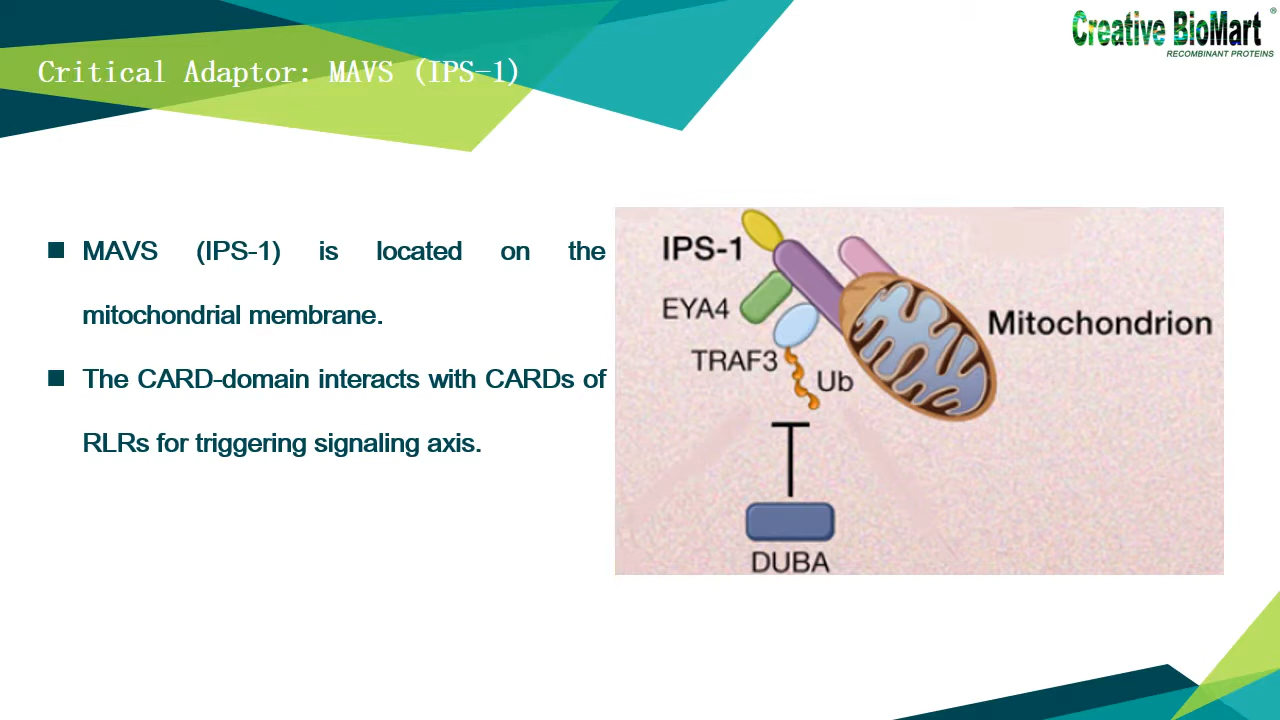 Creative BioMart®
RECOMBINANT PROTEINS
Critical Adaptor: MAVS (IPS-1)
■ MAVS (IPS-1) is located on the
mitochondrial membrane.
■ The CARD-domain interacts with CARDs of
RLRs for triggering signaling axis.
IPS-1
EYA4
TRAF3
Ub
Mitochondrion
DUBA